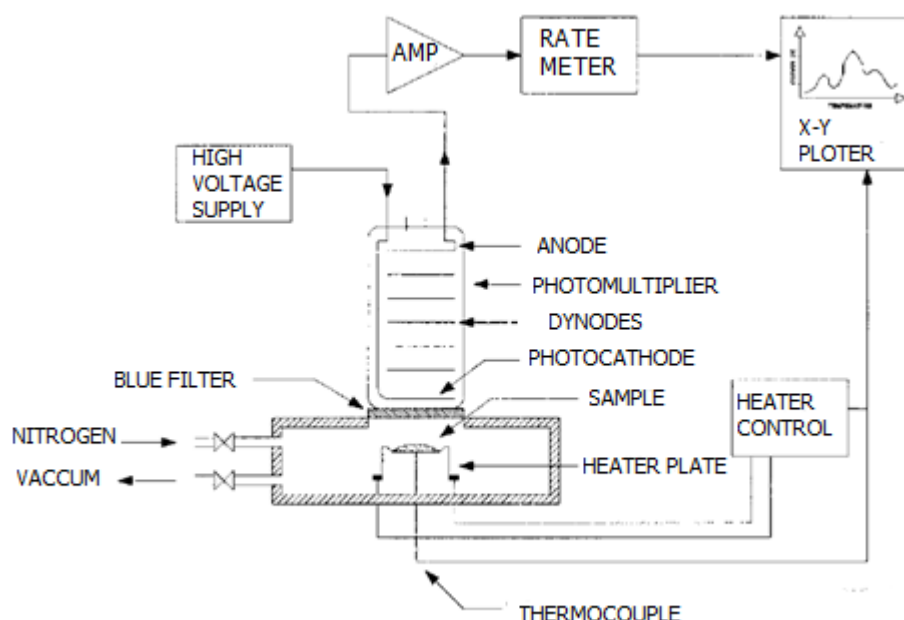 AMP
RATE
METER
X-Y
PLOTER
HIGH
VOLTAGE
SUPPLY
ANODE
PHOTOMULTIPLIER
DYNODES
PHOTOCATHODE
BLUE FILTER
SAMPLE
HEATER
CONTROL
NITROGEN
HEATER PLATE
VACCUM
THERMOCOUPLE